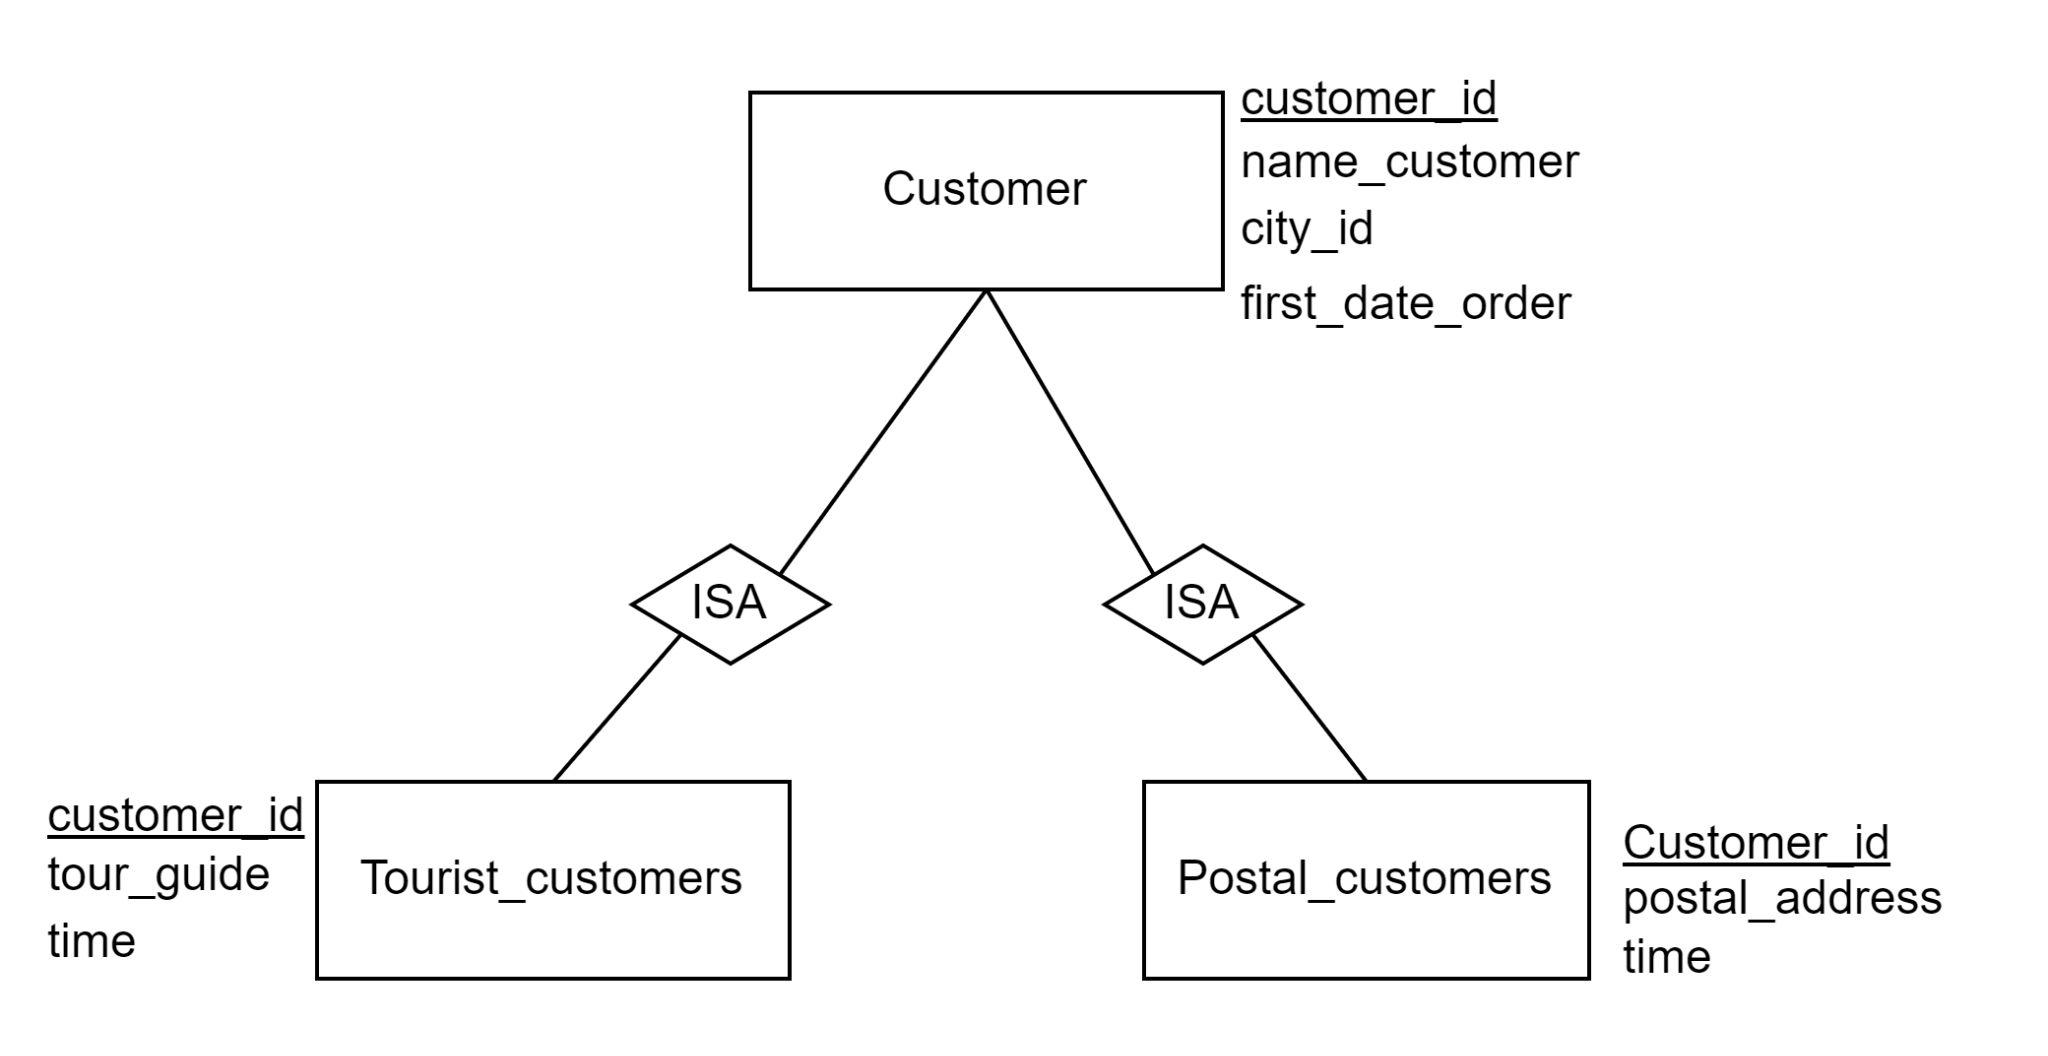 Customer
customer_id
name_customer
city_id
first_date_order
ISA
ISA
customer_id
tour_guide
time
Tourist_customers
Postal_customers
Customer_id
postal_address
time